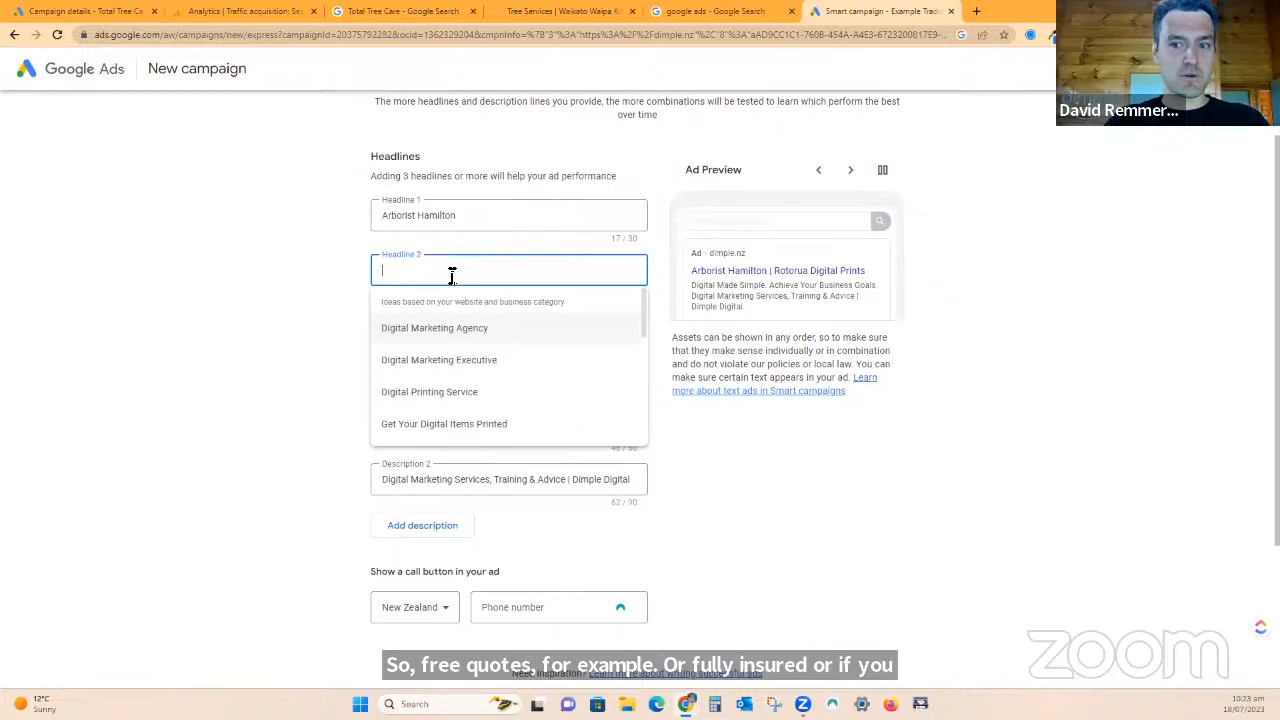 Campaign details - Total Tree Ca
Analytics | Traffic acquisition: Ses
Total Tree Care - Google Search
Tree Services | Waikato Waipa Kin
google ads - Google Search
Smart campaign - Example Trade
ads.google.com/av/campaigns/new/express?campaignId=20375792282&ocid=1362329204&cmpnInfo=%7B"3"%3A"https%3A%2F%2Fdimple.nz"%2C"8"%3A"aAD9CC1C1-7068-454A-A4E3-6723200817E9-...
Google Ads
New campaign
David Remmer...
The more headlines and description lines you provide, the more combinations will be tested to learn which perform the best
over time
Headlines
Adding 3 headlines or more will help your ad performance
Ad Preview
Headline 1
Arborist Hamilton
17 / 30
Headline 2
Ideas based on your website and business category
Digital Marketing Agency
Digital Marketing Executive
Digital Printing Service
Get Your Digital Items Printed
Ad · dimple.nz
Arborist Hamilton | Rotorua Digital Prints
Digital Made Simple. Achieve Your Business Goals.
Digital Marketing Services, Training & Advice |
Dimple Digital.
Assets can be shown in any order, so to make sure
that they make sense individually or in combination
and do not violate our policies or local law. You can
make sure certain text appears in your ad. Learn
more about text ads in Smart campaigns
Description 2
Digital Marketing Services, Training & Advice | Dimple Digital
62 / 90
Add description
Show a call button in your ad
New Zealand
Phone number
So, free quotes, for example. Or fully insured or if you
Need inspiration? Learn more about writing successful ads
zoom
12°C
Sunny
Search
10:23 am
18/07/2023